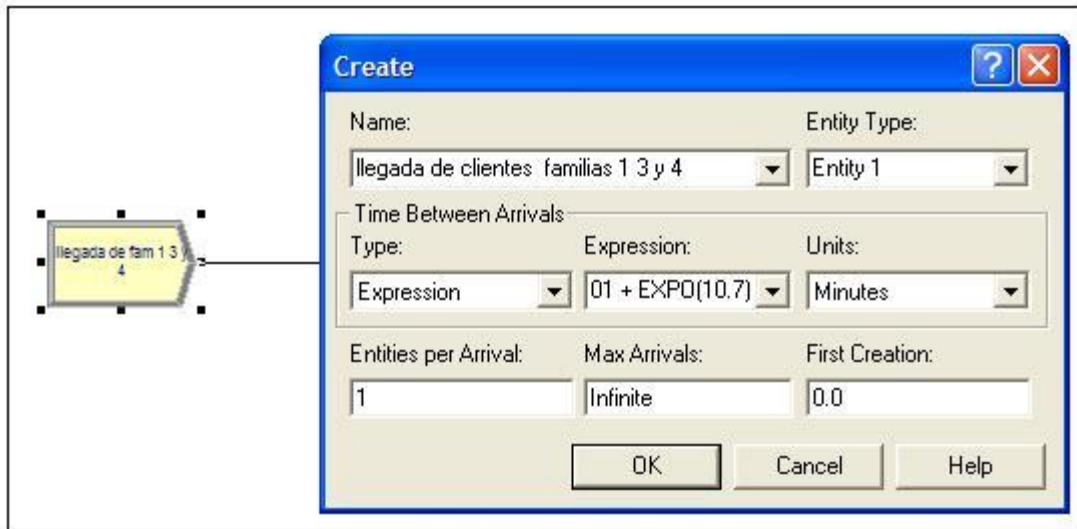 Create
Name:
Entity Type:
llegada de clientes familias 1 3 y 4
Entity 1
Time Between Arrivals
Type:
Expression:
Units:
Expression
01 + EXPO(10.7)
Minutes
Entities per Arrival:
Max Arrivals:
First Creation:
1
Infinite
0.0
OK
Cancel
Help
llegada de fam 1 3 y
4